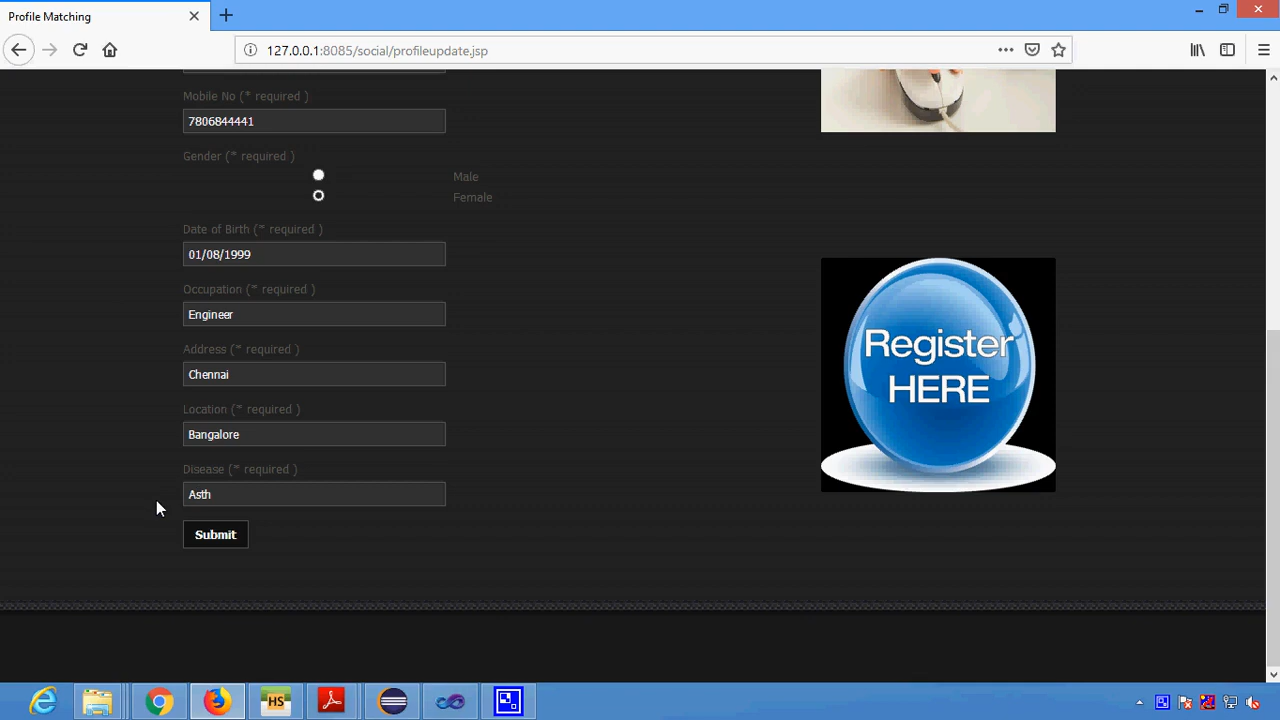 Profile Matching
127.0.0.1:8085/social/profileupdate.jsp
Mobile No (* required )
7806844441
Gender (* required )
Male
Female
Date of Birth (* required )
01/08/1999
Occupation (* required )
Engineer
Address (* required )
Chennai
Location (* required )
Bangalore
Disease (* required )
Asth
Submit
Register
HERE
HS